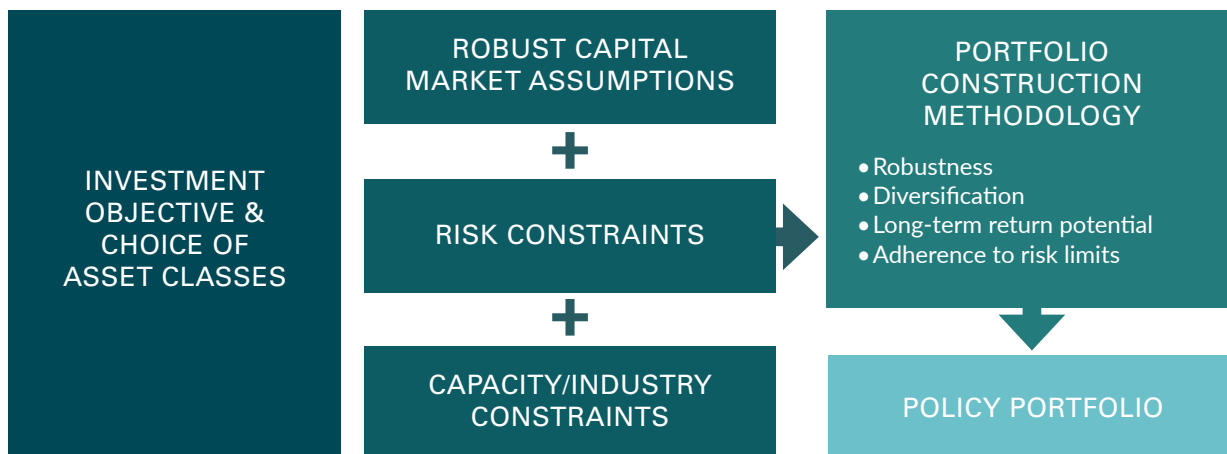 INVESTMENT
OBJECTIVE &
CHOICE OF
ASSET CLASSES
ROBUST CAPITAL
MARKET ASSUMPTIONS
+
RISK CONSTRAINTS
+
CAPACITY/INDUSTRY
CONSTRAINTS
PORTFOLIO
CONSTRUCTION
METHODOLOGY
• Robustness
• Diversification
• Long-term return potential
• Adherence to risk limits
POLICY PORTFOLIO